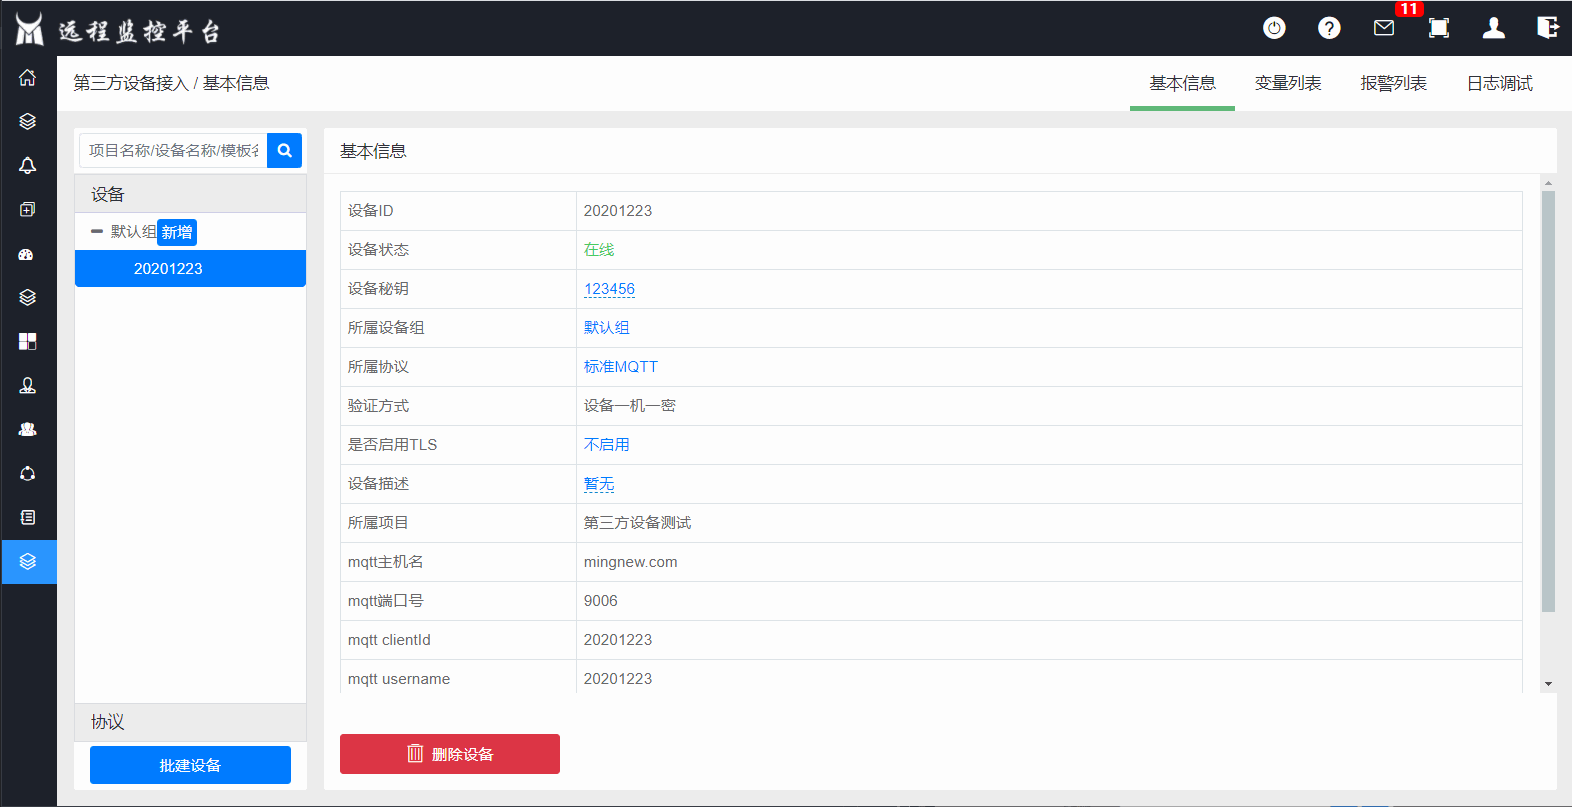 远程监控平台
11
第三方设备接入 / 基本信息
基本信息
变量列表
报警列表
日志调试
项目名称/设备名称/模板名
设备
默认组 新增
20201223
协议
批建设备
基本信息
设备ID 20201223
设备状态 在线
设备秘钥 123456
所属设备组 默认组
所属协议 标准MQTT
验证方式 设备一机一密
是否启用TLS 不启用
设备描述 暂无
所属项目 第三方设备测试
mqtt主机名 mingnew.com
mqtt端口号 9006
mqtt clientId 20201223
mqtt username 20201223
删除设备